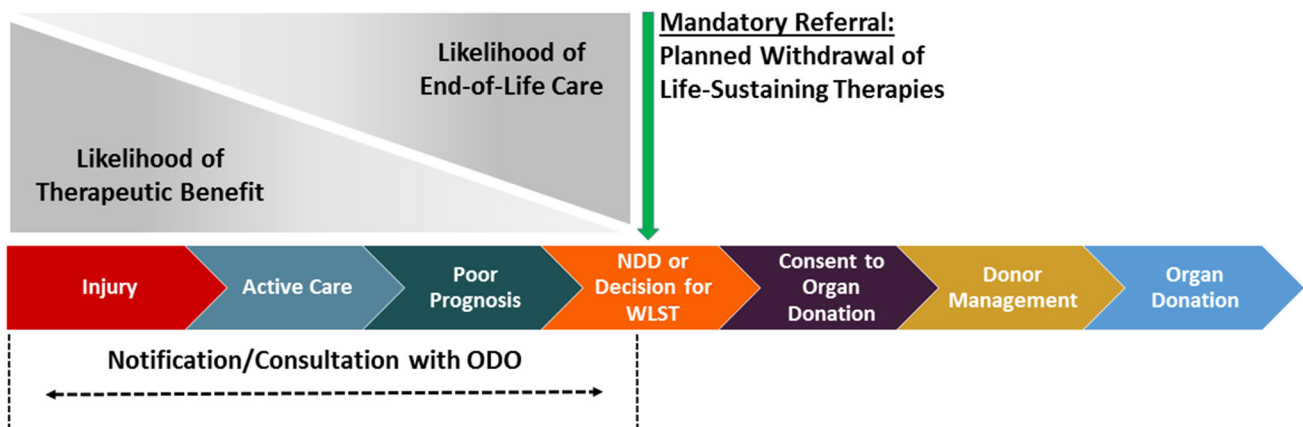 Likelihood of
End-of-Life Care
Mandatory Referral:
Planned Withdrawal of
Life-Sustaining Therapies
Likelihood of
Therapeutic Benefit
Injury
Active Care
Poor
Prognosis
NDD or
Decision for
WLST
Consent to
Organ
Donation
Donor
Management
Organ
Donation
Notification/Consultation with ODO